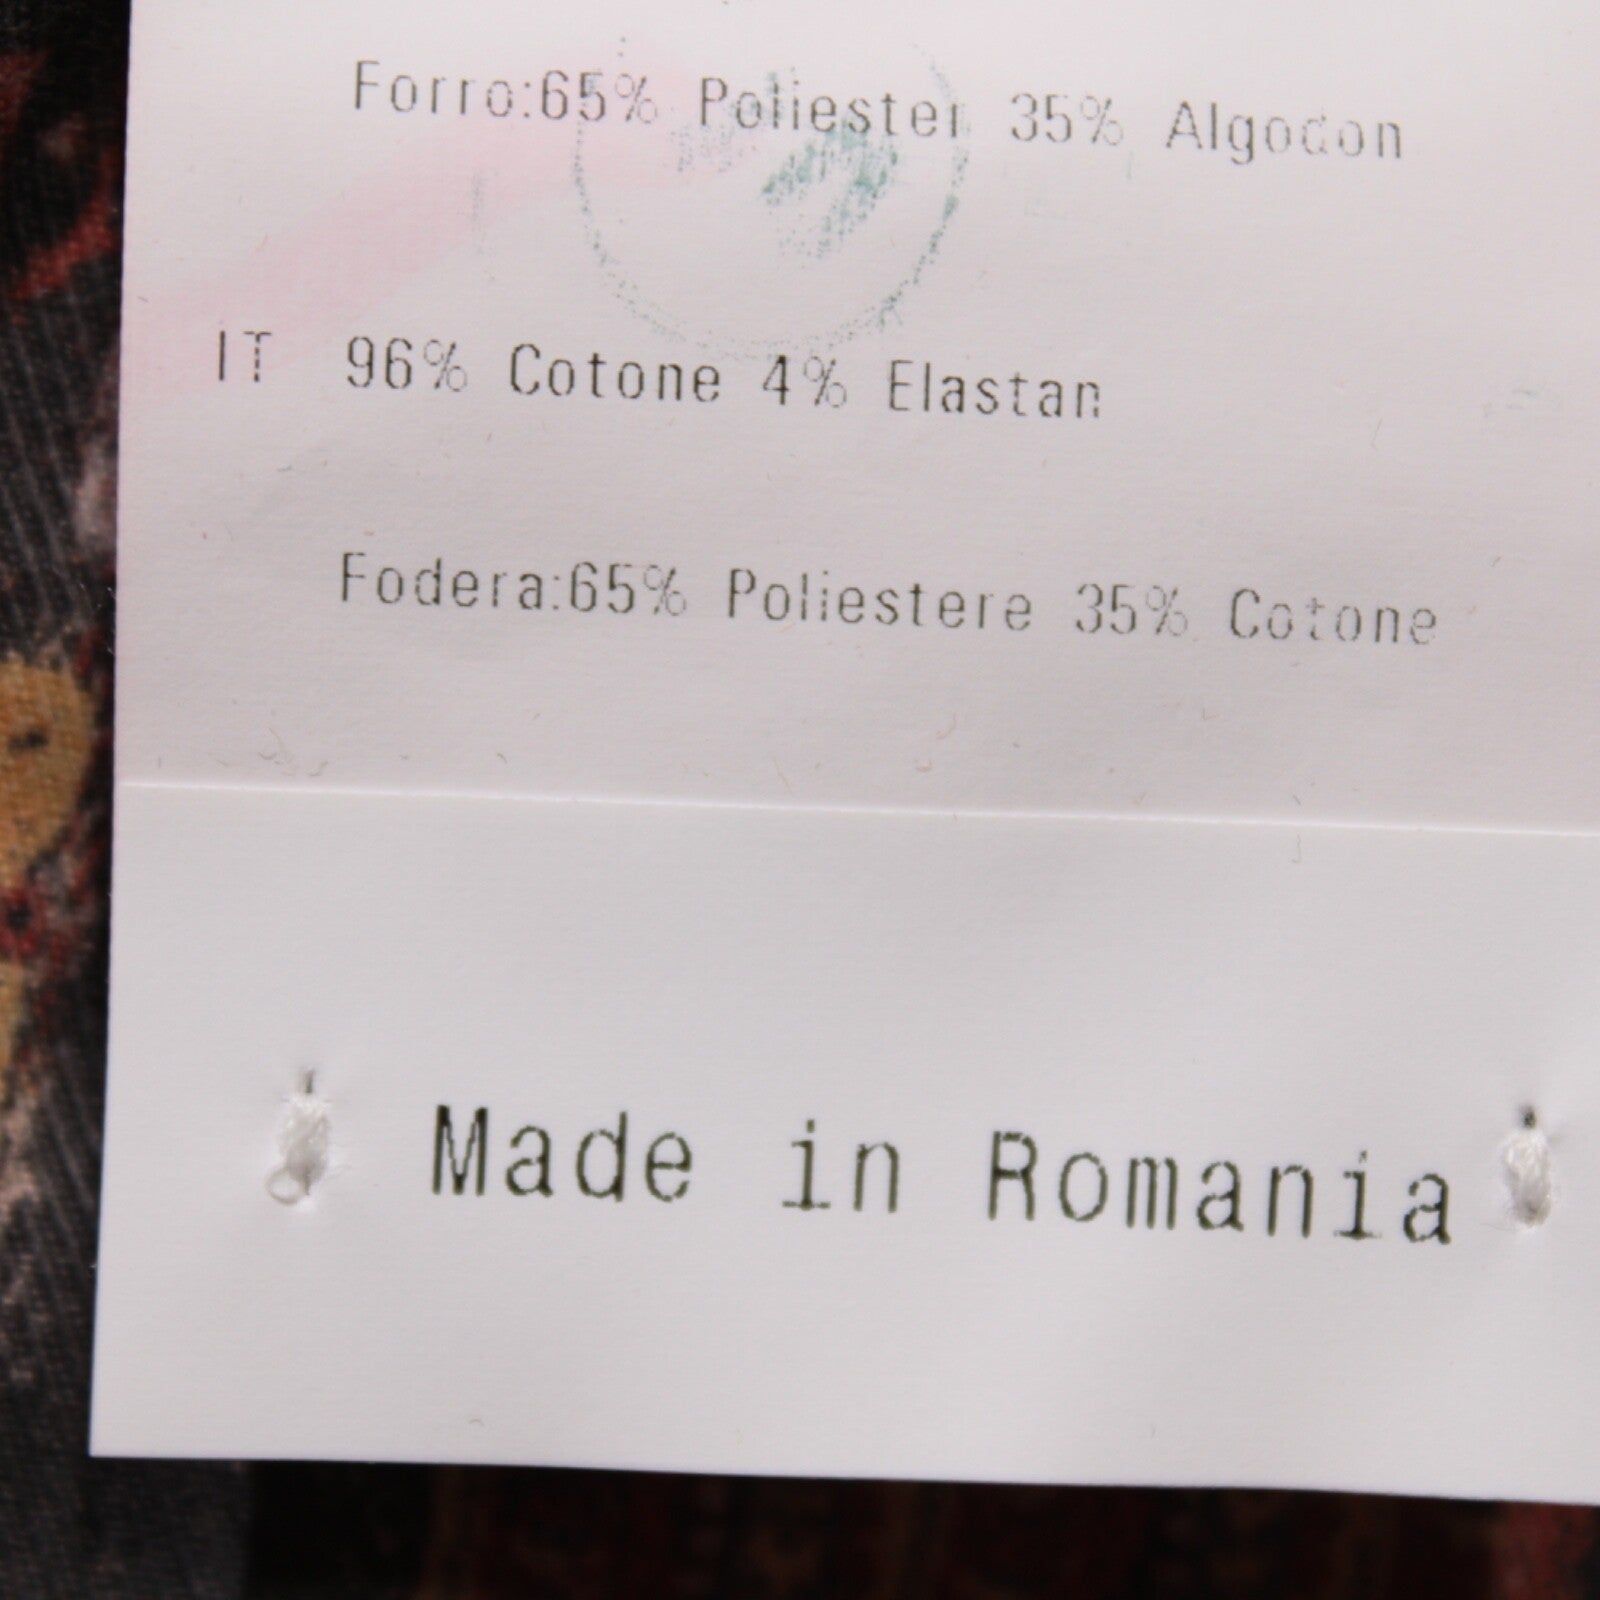 Forro:65% Poliester 35% Algodon
IT 96% Cotone 4% Elastan
Fodera:65% Poliestere 35% Cotone
Made in Romania